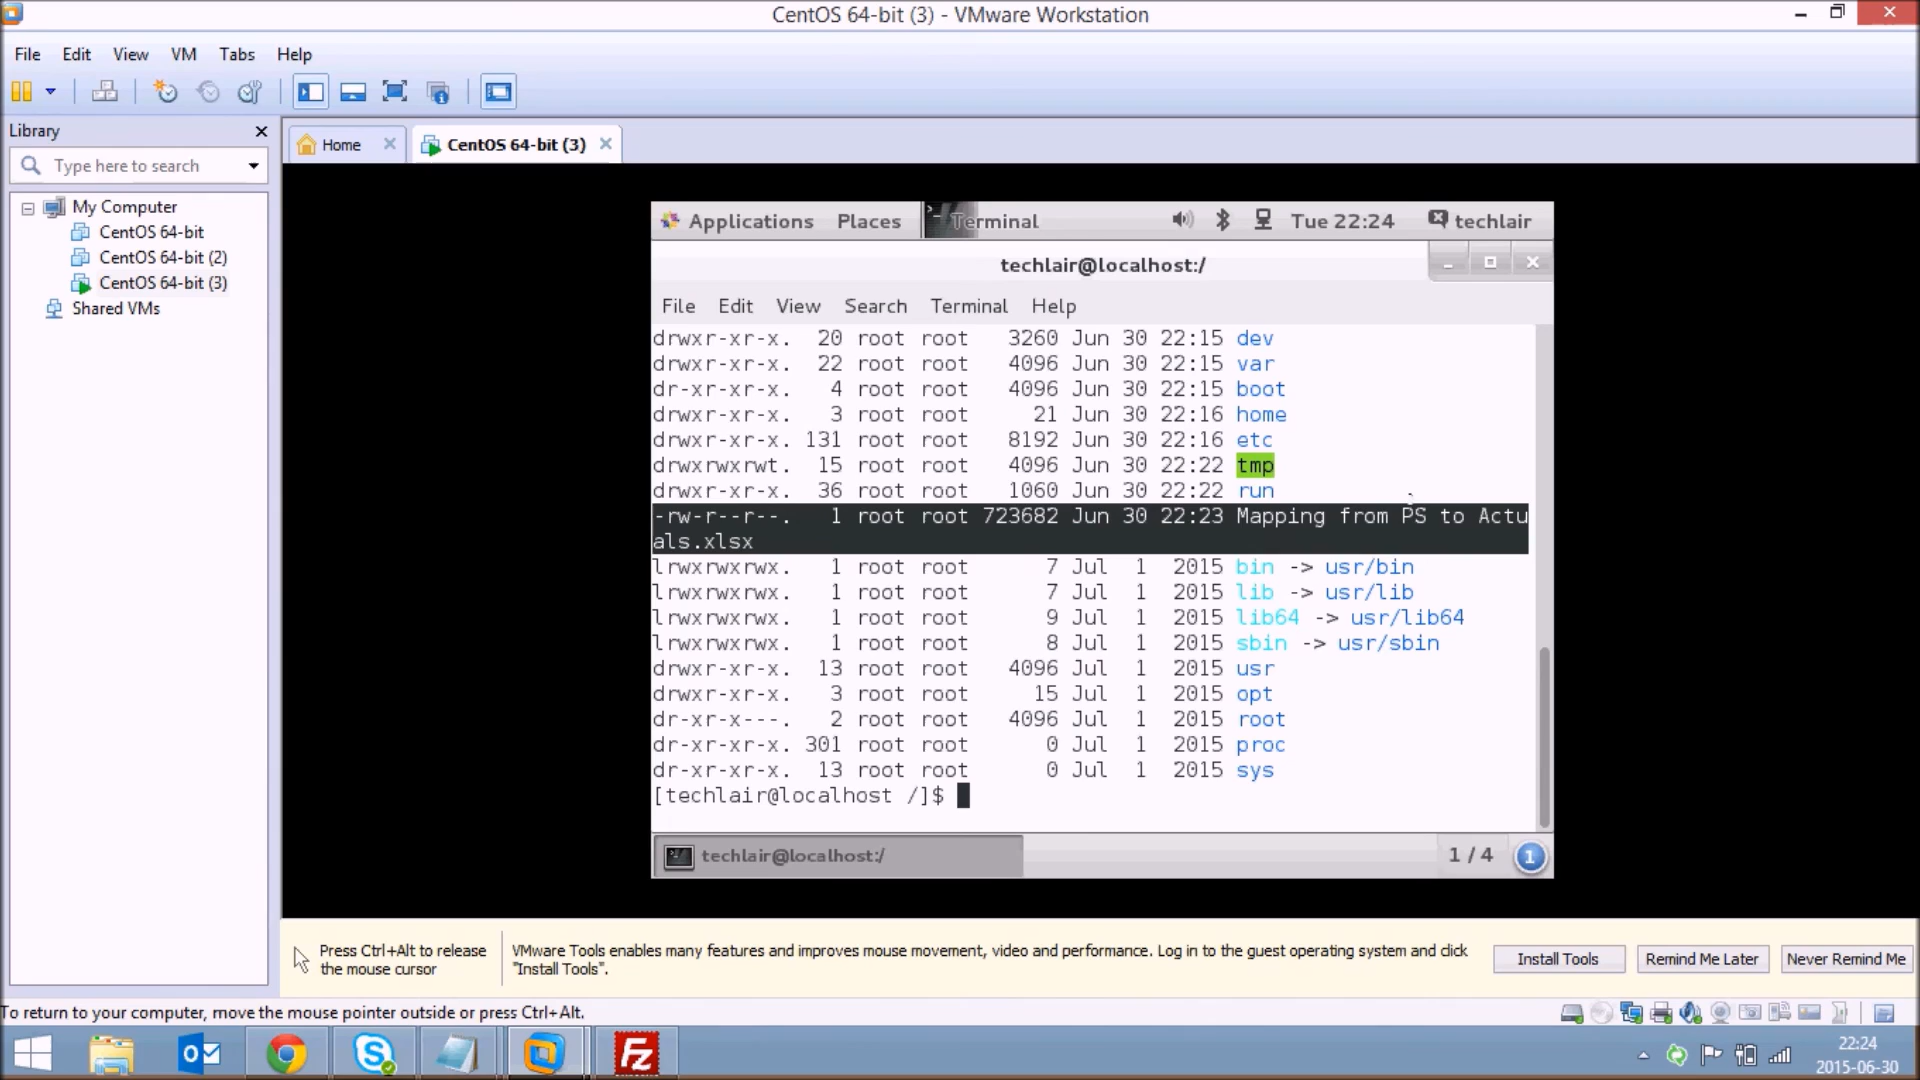 CentOS 64-bit (3) - VMware Workstation
File Edit View VM Tabs Help
Library
Type here to search
My Computer
CentOS 64-bit
CentOS 64-bit (2)
CentOS 64-bit (3)
Shared VMs
Home
CentOS 64-bit (3)
Applications Places Terminal Tue 22:24 techlair
techlair@localhost:/
File Edit View Search Terminal Help
drwxr-xr-x. 20 root root 3260 Jun 30 22:15 dev
drwxr-xr-x. 22 root root 4096 Jun 30 22:15 var
dr-xr-xr-x. 4 root root 4096 Jun 30 22:15 boot
drwxr-xr-x. 3 root root 21 Jun 30 22:16 home
drwxr-xr-x. 131 root root 8192 Jun 30 22:16 etc
drwxrwxrwt. 15 root root 4096 Jun 30 22:22 tmp
drwxr-xr-x. 36 root root 1060 Jun 30 22:22 run
-rw-r--r--. 1 root root 723682 Jun 30 22:23 Mapping from PS to Actu
als.xlsx
lrwxrwxrwx. 1 root root 7 Jul 1 2015 bin -> usr/bin
lrwxrwxrwx. 1 root root 7 Jul 1 2015 lib -> usr/lib
lrwxrwxrwx. 1 root root 9 Jul 1 2015 lib64 -> usr/lib64
lrwxrwxrwx. 1 root root 8 Jul 1 2015 sbin -> usr/sbin
drwxr-xr-x. 13 root root 4096 Jul 1 2015 usr
drwxr-xr-x. 3 root root 15 Jul 1 2015 opt
dr-xr-x---. 2 root root 4096 Jul 1 2015 root
dr-xr-xr-x. 301 root root 0 Jul 1 2015 proc
dr-xr-xr-x. 13 root root 0 Jul 1 2015 sys
[techlair@localhost /]$
techlair@localhost:/ 1 / 4 1
Press Ctrl+Alt to release
the mouse cursor
VMware Tools enables many features and improves mouse movement, video and performance. Log in to the guest operating system and click
"Install Tools".
Install Tools Remind Me Later Never Remind Me
To return to your computer, move the mouse pointer outside or press Ctrl+Alt.
22:24
2015-06-30